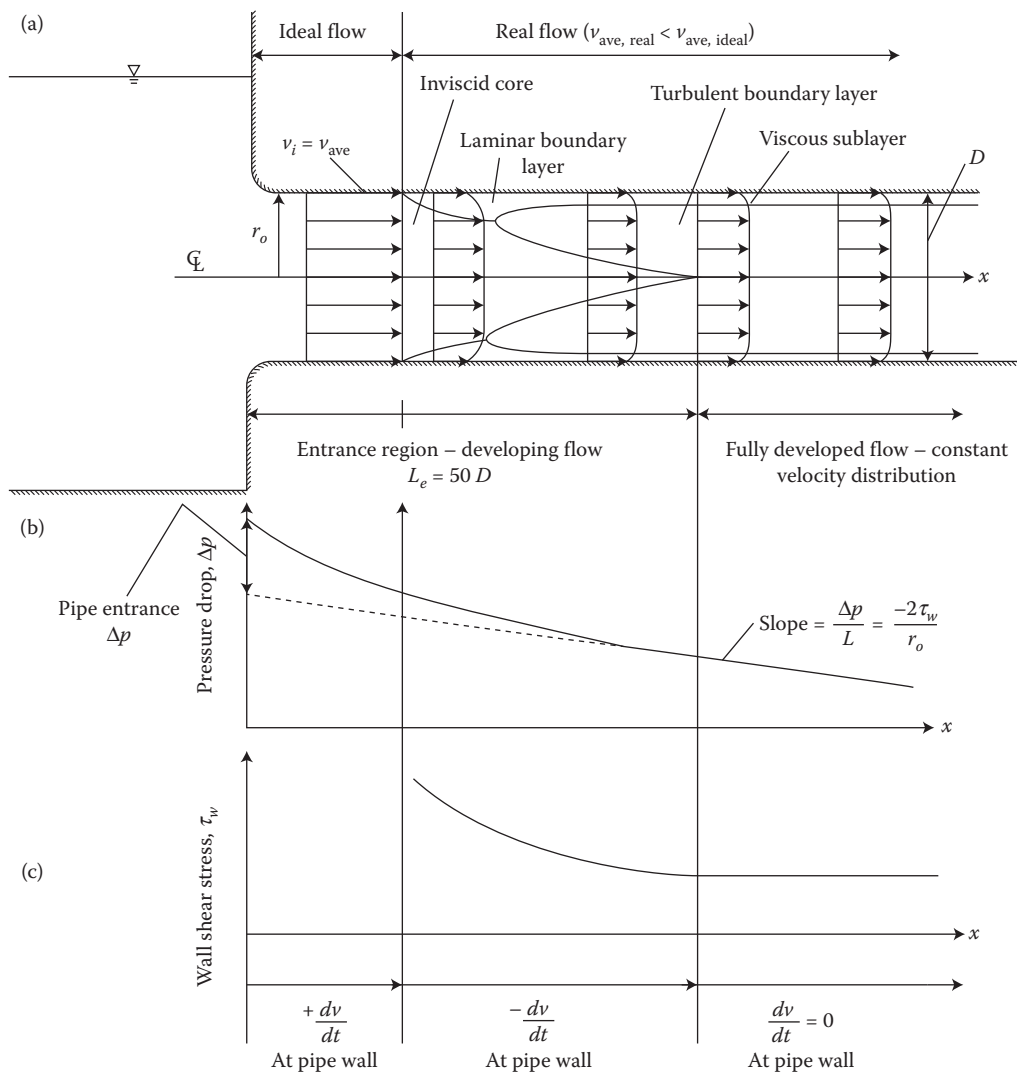 (a)
Ideal flow
Real flow (v_ave, real < v_ave, ideal)
Inviscid core
Turbulent boundary layer
v_i = v_ave
Laminar boundary
layer
Viscous sublayer
D
r_o
℄
x
Entrance region – developing flow
L_e = 50 D
Fully developed flow – constant
velocity distribution
(b)
Pressure drop, Δp
Pipe entrance
Δp
Slope = Δp/L = -2τ_w/r_o
x
(c)
Wall shear stress, τ_w
x
+ dv/dt
At pipe wall
- dv/dt
At pipe wall
dv/dt = 0
At pipe wall